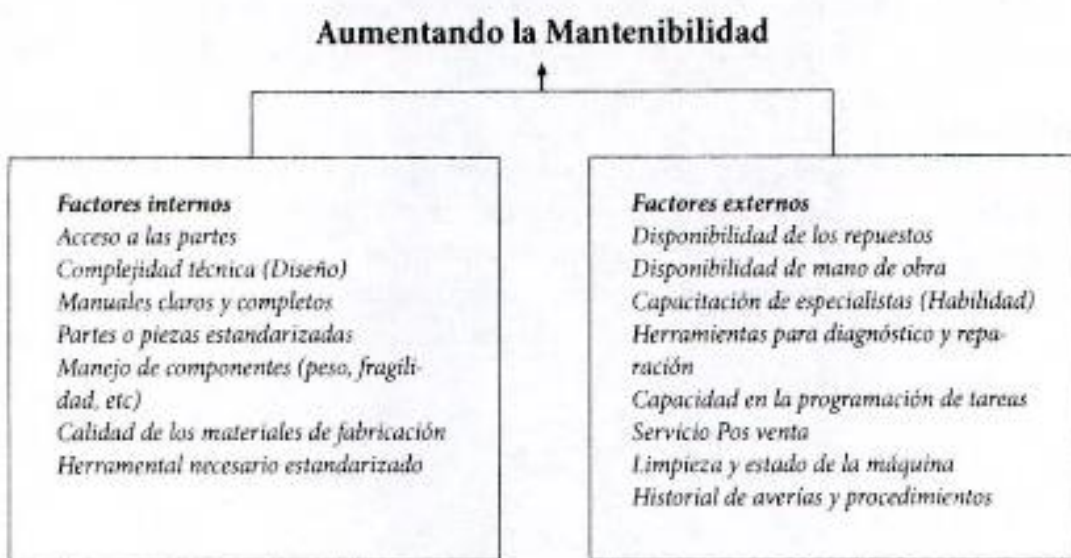 Aumentando la Mantenibilidad
Factores internos
Acceso a las partes
Complejidad técnica (Diseño)
Manuales claros y completos
Partes o piezas estandarizadas
Manejo de componentes (peso, fragili-
dad, etc)
Calidad de los materiales de fabricación
Herramental necesario estandarizado
Factores externos
Disponibilidad de los repuestos
Disponibilidad de mano de obra
Capacitación de especialistas (Habilidad)
Herramientas para diagnóstico y repa-
ración
Capacidad en la programación de tareas
Servicio Pos venta
Limpieza y estado de la máquina
Historial de averías y procedimientos